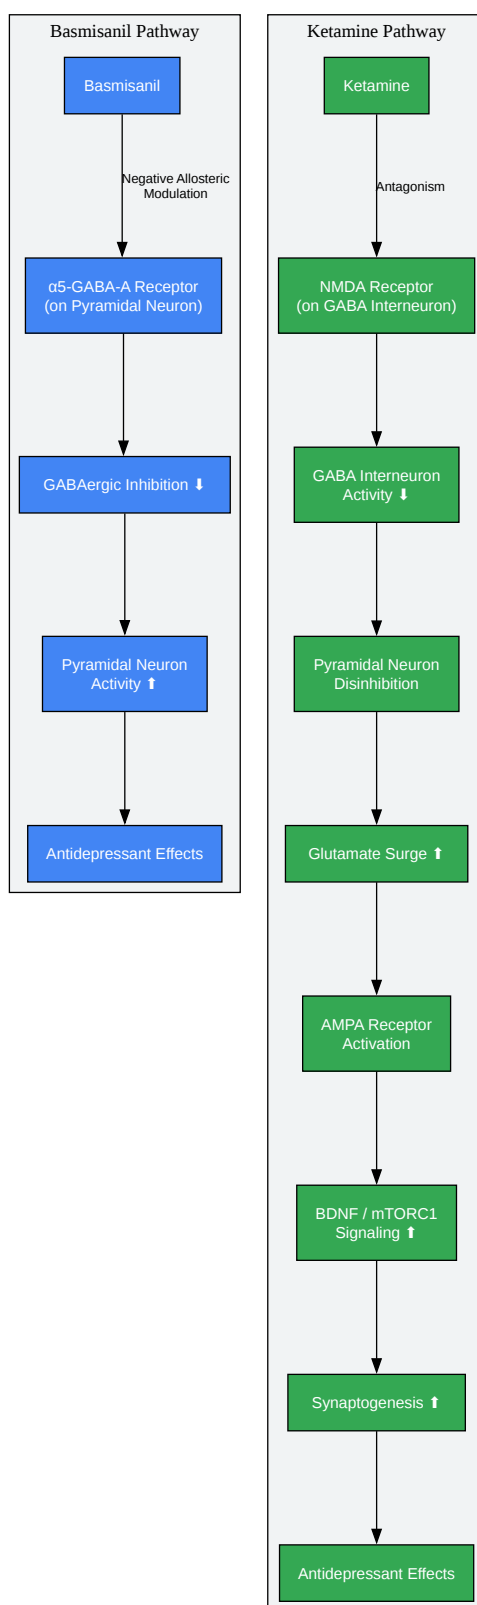 Basmisanil Pathway
Basmisanil
Negative Allosteric
Modulation
α5-GABA-A Receptor
(on Pyramidal Neuron)
GABAergic Inhibition ⬇
Pyramidal Neuron
Activity ⬆
Antidepressant Effects
Ketamine Pathway
Ketamine
Antagonism
NMDA Receptor
(on GABA Interneuron)
GABA Interneuron
Activity ⬇
Pyramidal Neuron
Disinhibition
Glutamate Surge ⬆
AMPA Receptor
Activation
BDNF / mTORC1
Signaling ⬆
Synaptogenesis ⬆
Antidepressant Effects